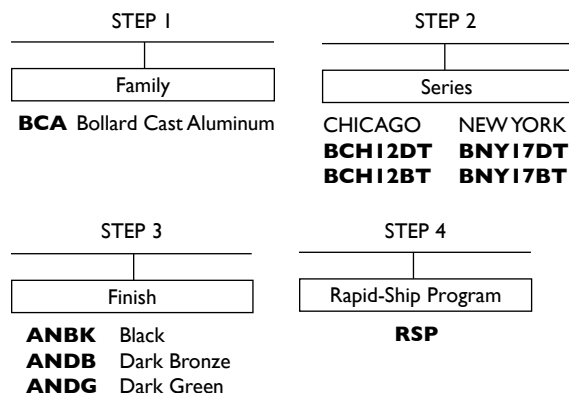 STEP 1
Family
BCA Bollard Cast Aluminum
STEP 2
Series
CHICAGO NEW YORK
BCH12DT BNY17DT
BCH12BT BNY17BT
STEP 3
Finish
ANBK Black
ANDB Dark Bronze
ANDG Dark Green
STEP 4
Rapid-Ship Program
RSP